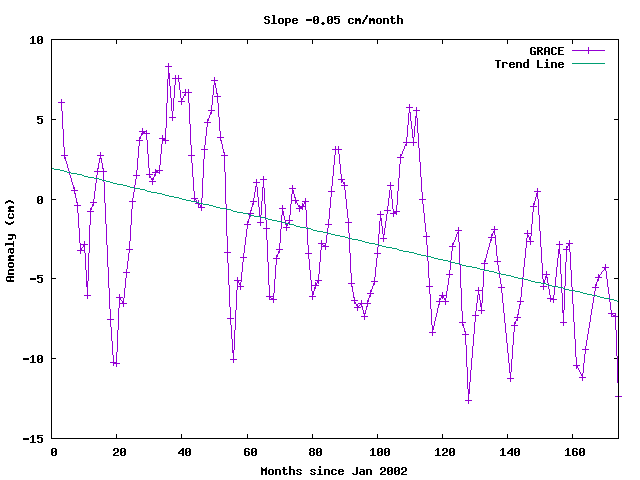 Slope -0.05 cm/month
10
GRACE
Trend Line
5
0
Anomaly (cm)
-5
-10
-15
0 20 40 60 80 100 120 140 160
Months since Jan 2002